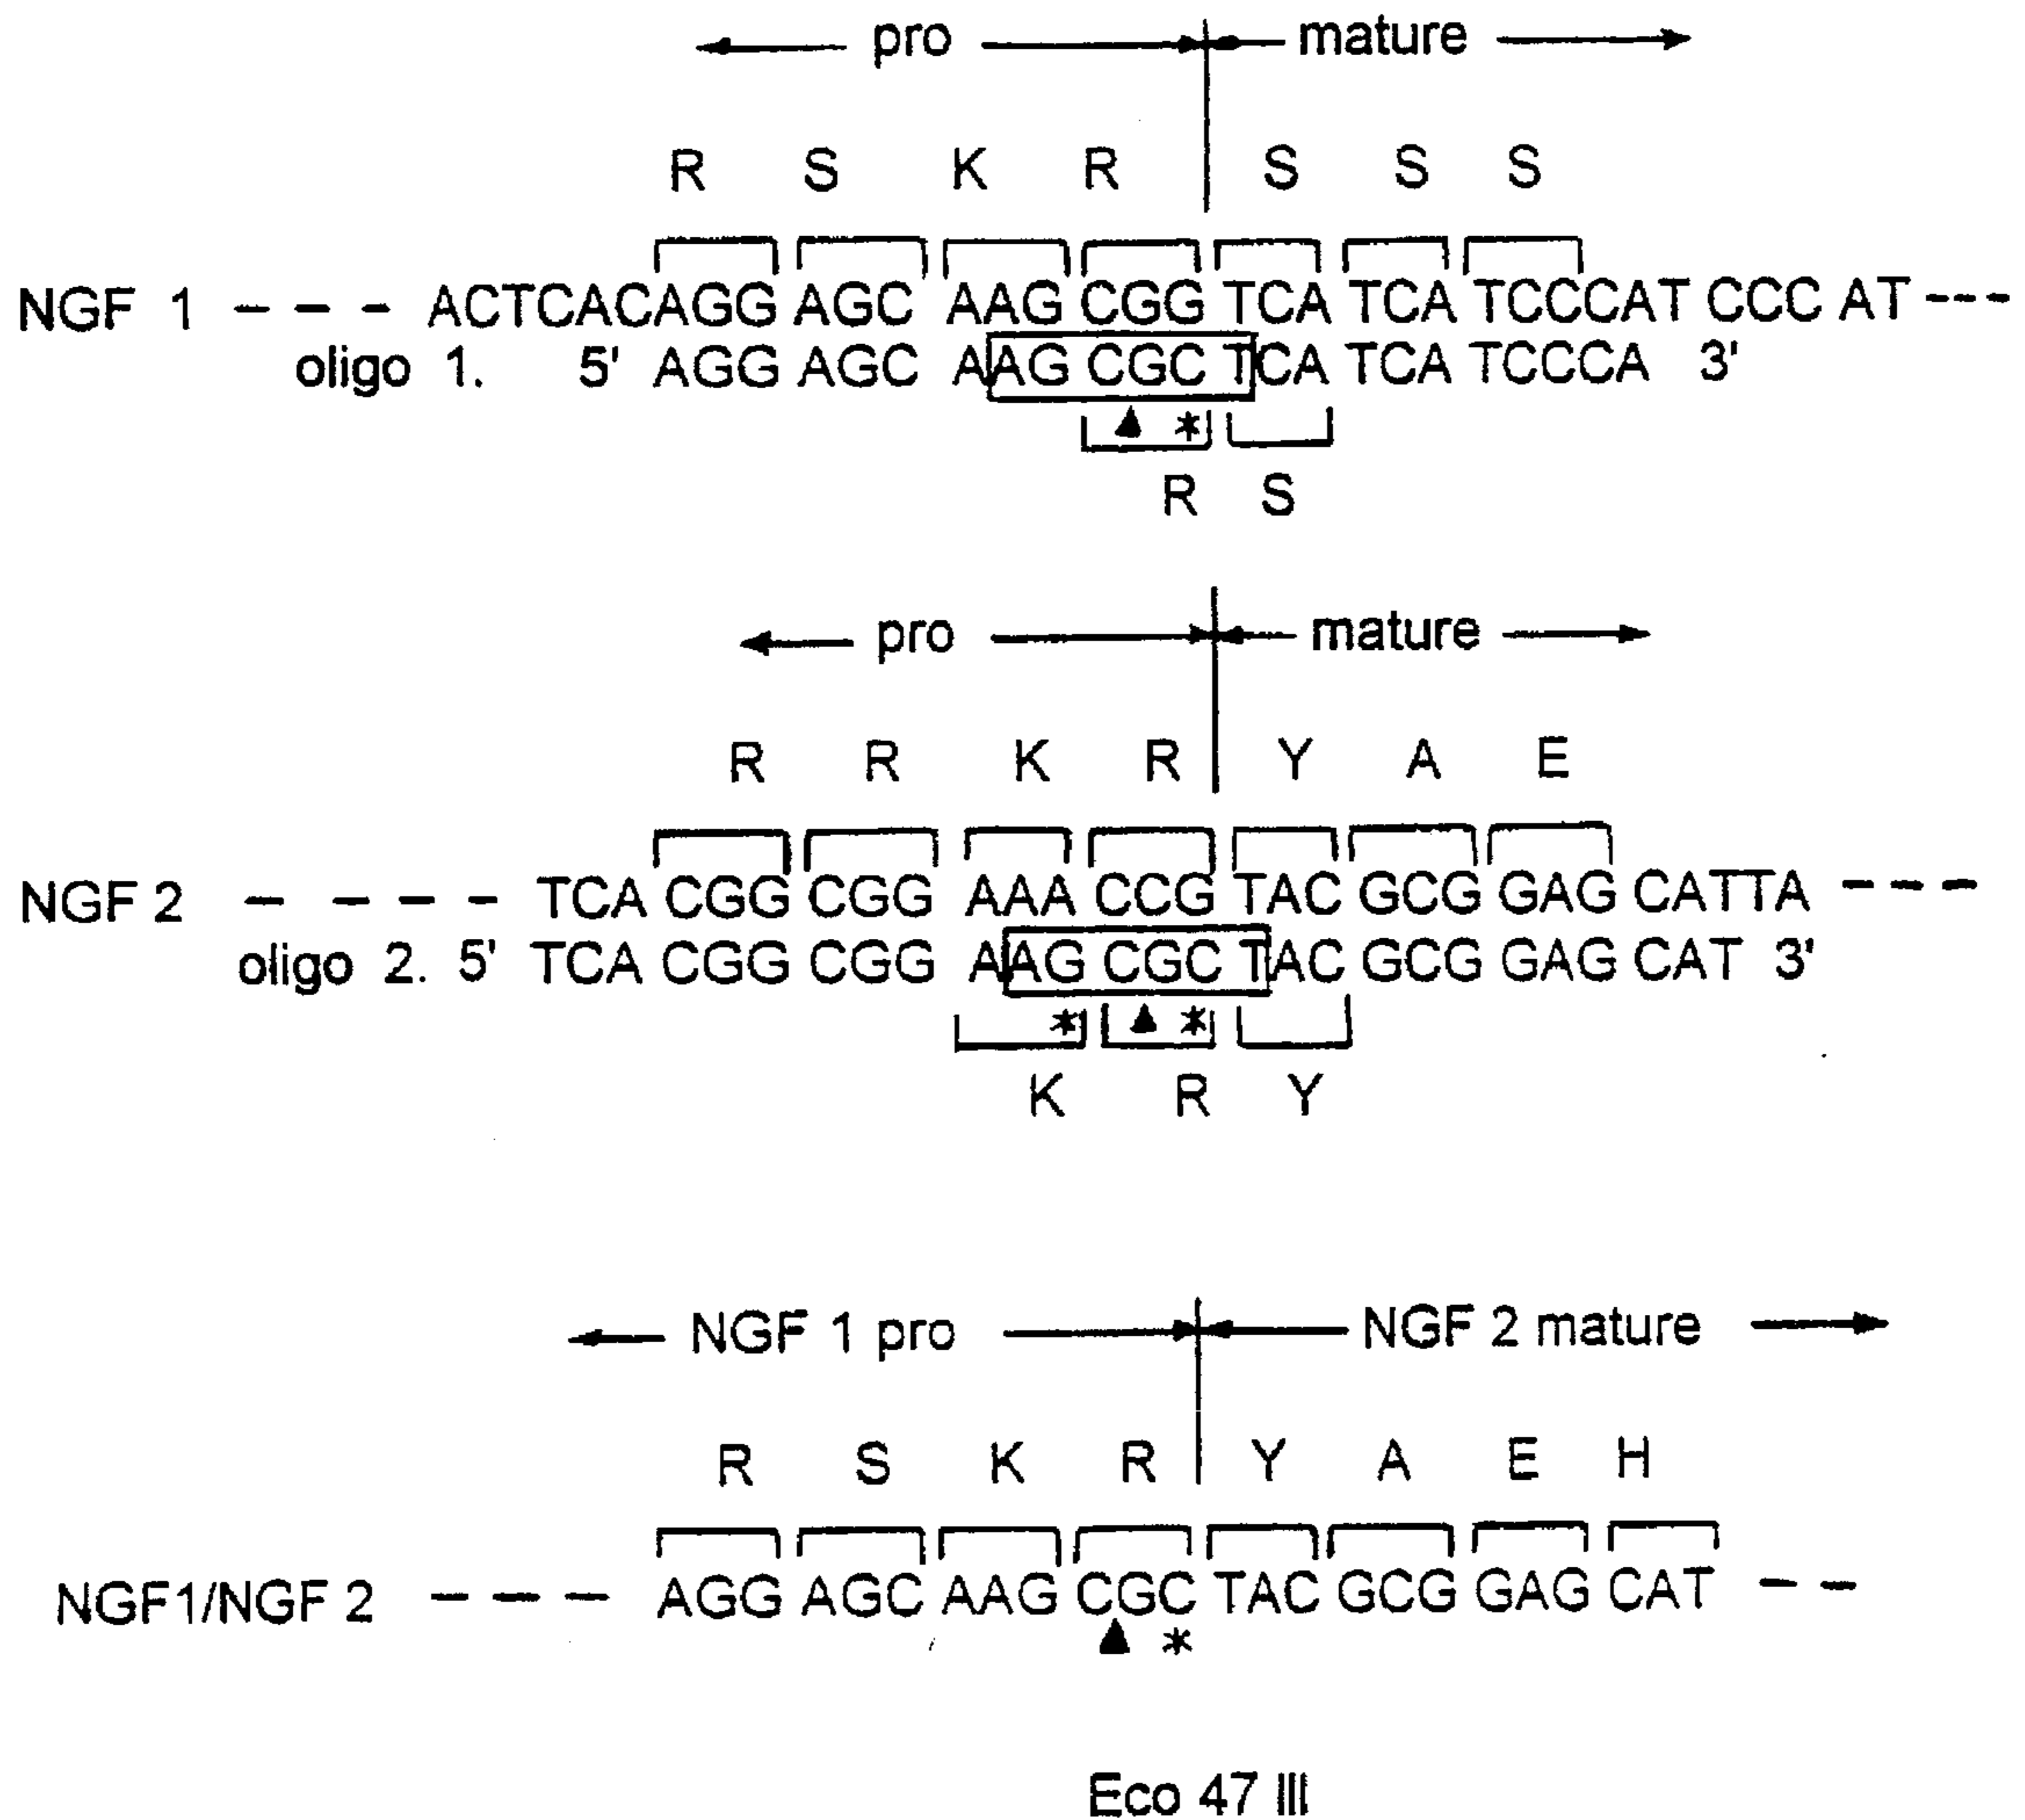 pro mature
R S K R S S S
NGF 1 - - - ACTCACAGG AGC AAG CGG TCA TCA TCCCAT CCC AT ---
oligo 1. 5' AGG AGC AAG CGC TCA TCA TCCCA 3'
▲ *
R S
pro mature
R R K R Y A E
NGF 2 - - - - TCA CGG CGG AAA CCG TAC GCG GAG CATTA ---
oligo 2. 5' TCA CGG CGG AAG CGC TAC GCG GAG CAT 3'
* ▲ *
K R Y
NGF 1 pro NGF 2 mature
R S K R Y A E H
NGF1/NGF 2 - - - AGG AGC AAG CGC TAC GCG GAG CAT - -
▲ *
Eco 47 III